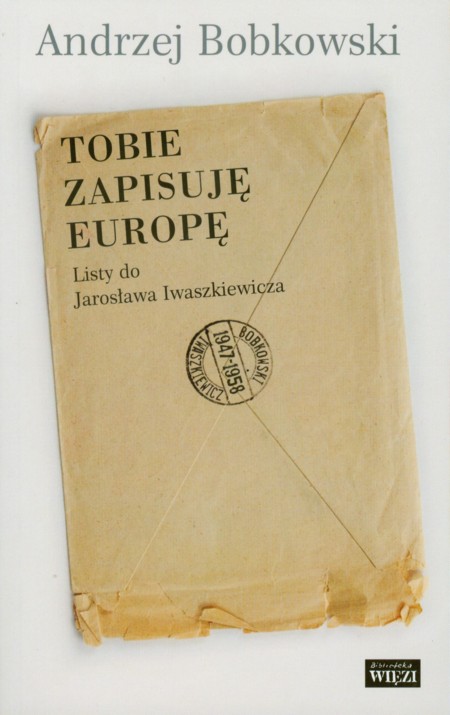 Andrzej Bobkowski
TOBIE
ZAPISUJĘ
EUROPĘ
Listy do
Jarosława Iwaszkiewicza
BOBKOWSKI
1947-1958
IWASZKIEWICZ
Biblioteka
WIĘZI